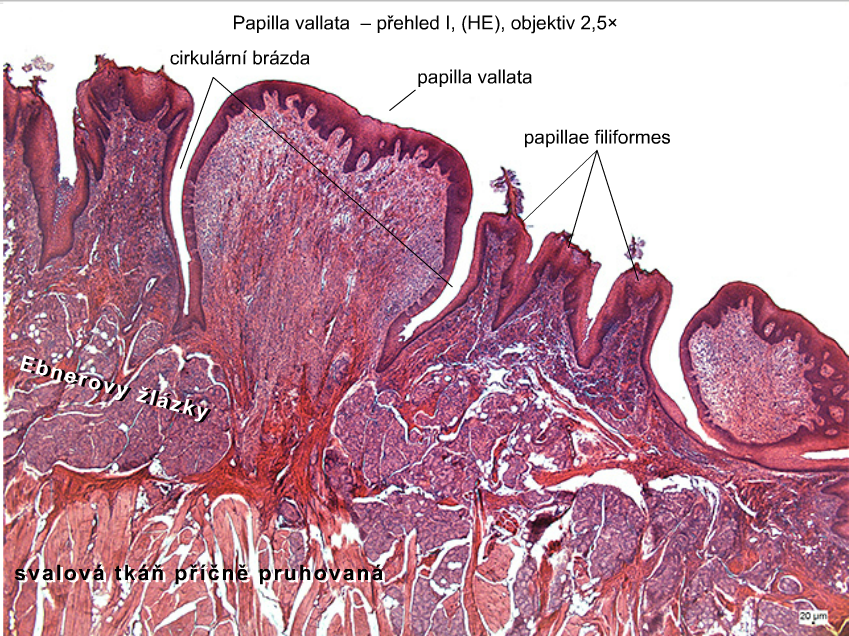 Papilla vallata – přehled I, (HE), objektiv 2,5×
cirkulární brázda
papilla vallata
papillae filiformes
Ebnerovy žlázky
svalová tkáň příčně pruhovaná
20 µm